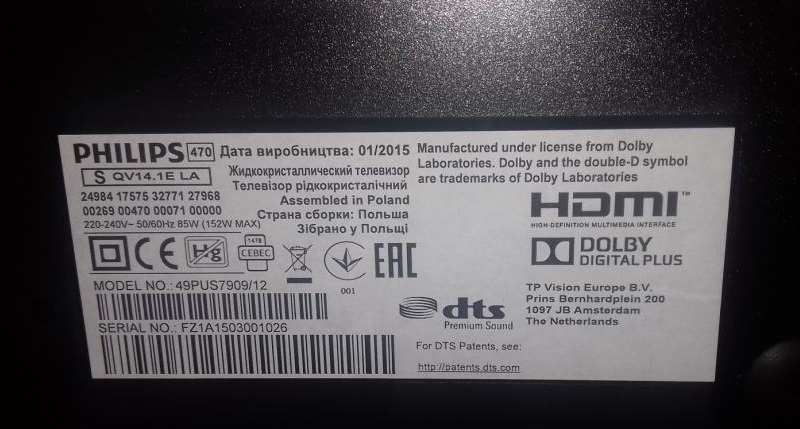 PHILIPS 470 Дата виробництва: 01/2015
S QV14.1E LA
Жидкокристаллический телевизор
24984 17575 32771 27968
Телевізор рідкокристалічний
00269 00470 00071 00000
Assembled in Poland
220-240V~ 50/60Hz 85W (152W MAX)
Страна сборки: Польша
Зібрано у Польщі
CE Hg 1478 CEBEC 001 EAC
MODEL NO.: 49PUS7909/12
SERIAL NO.: FZ1A1503001026
Manufactured under license from Dolby
Laboratories. Dolby and the double-D symbol
are trademarks of Dolby Laboratories
HDMI™
HIGH-DEFINITION MULTIMEDIA INTERFACE
DOLBY
DIGITAL PLUS
dts
Premium Sound
TP Vision Europe B.V.
Prins Bernhardplein 200
1097 JB Amsterdam
The Netherlands
For DTS Patents, see:
http://patents.dts.com